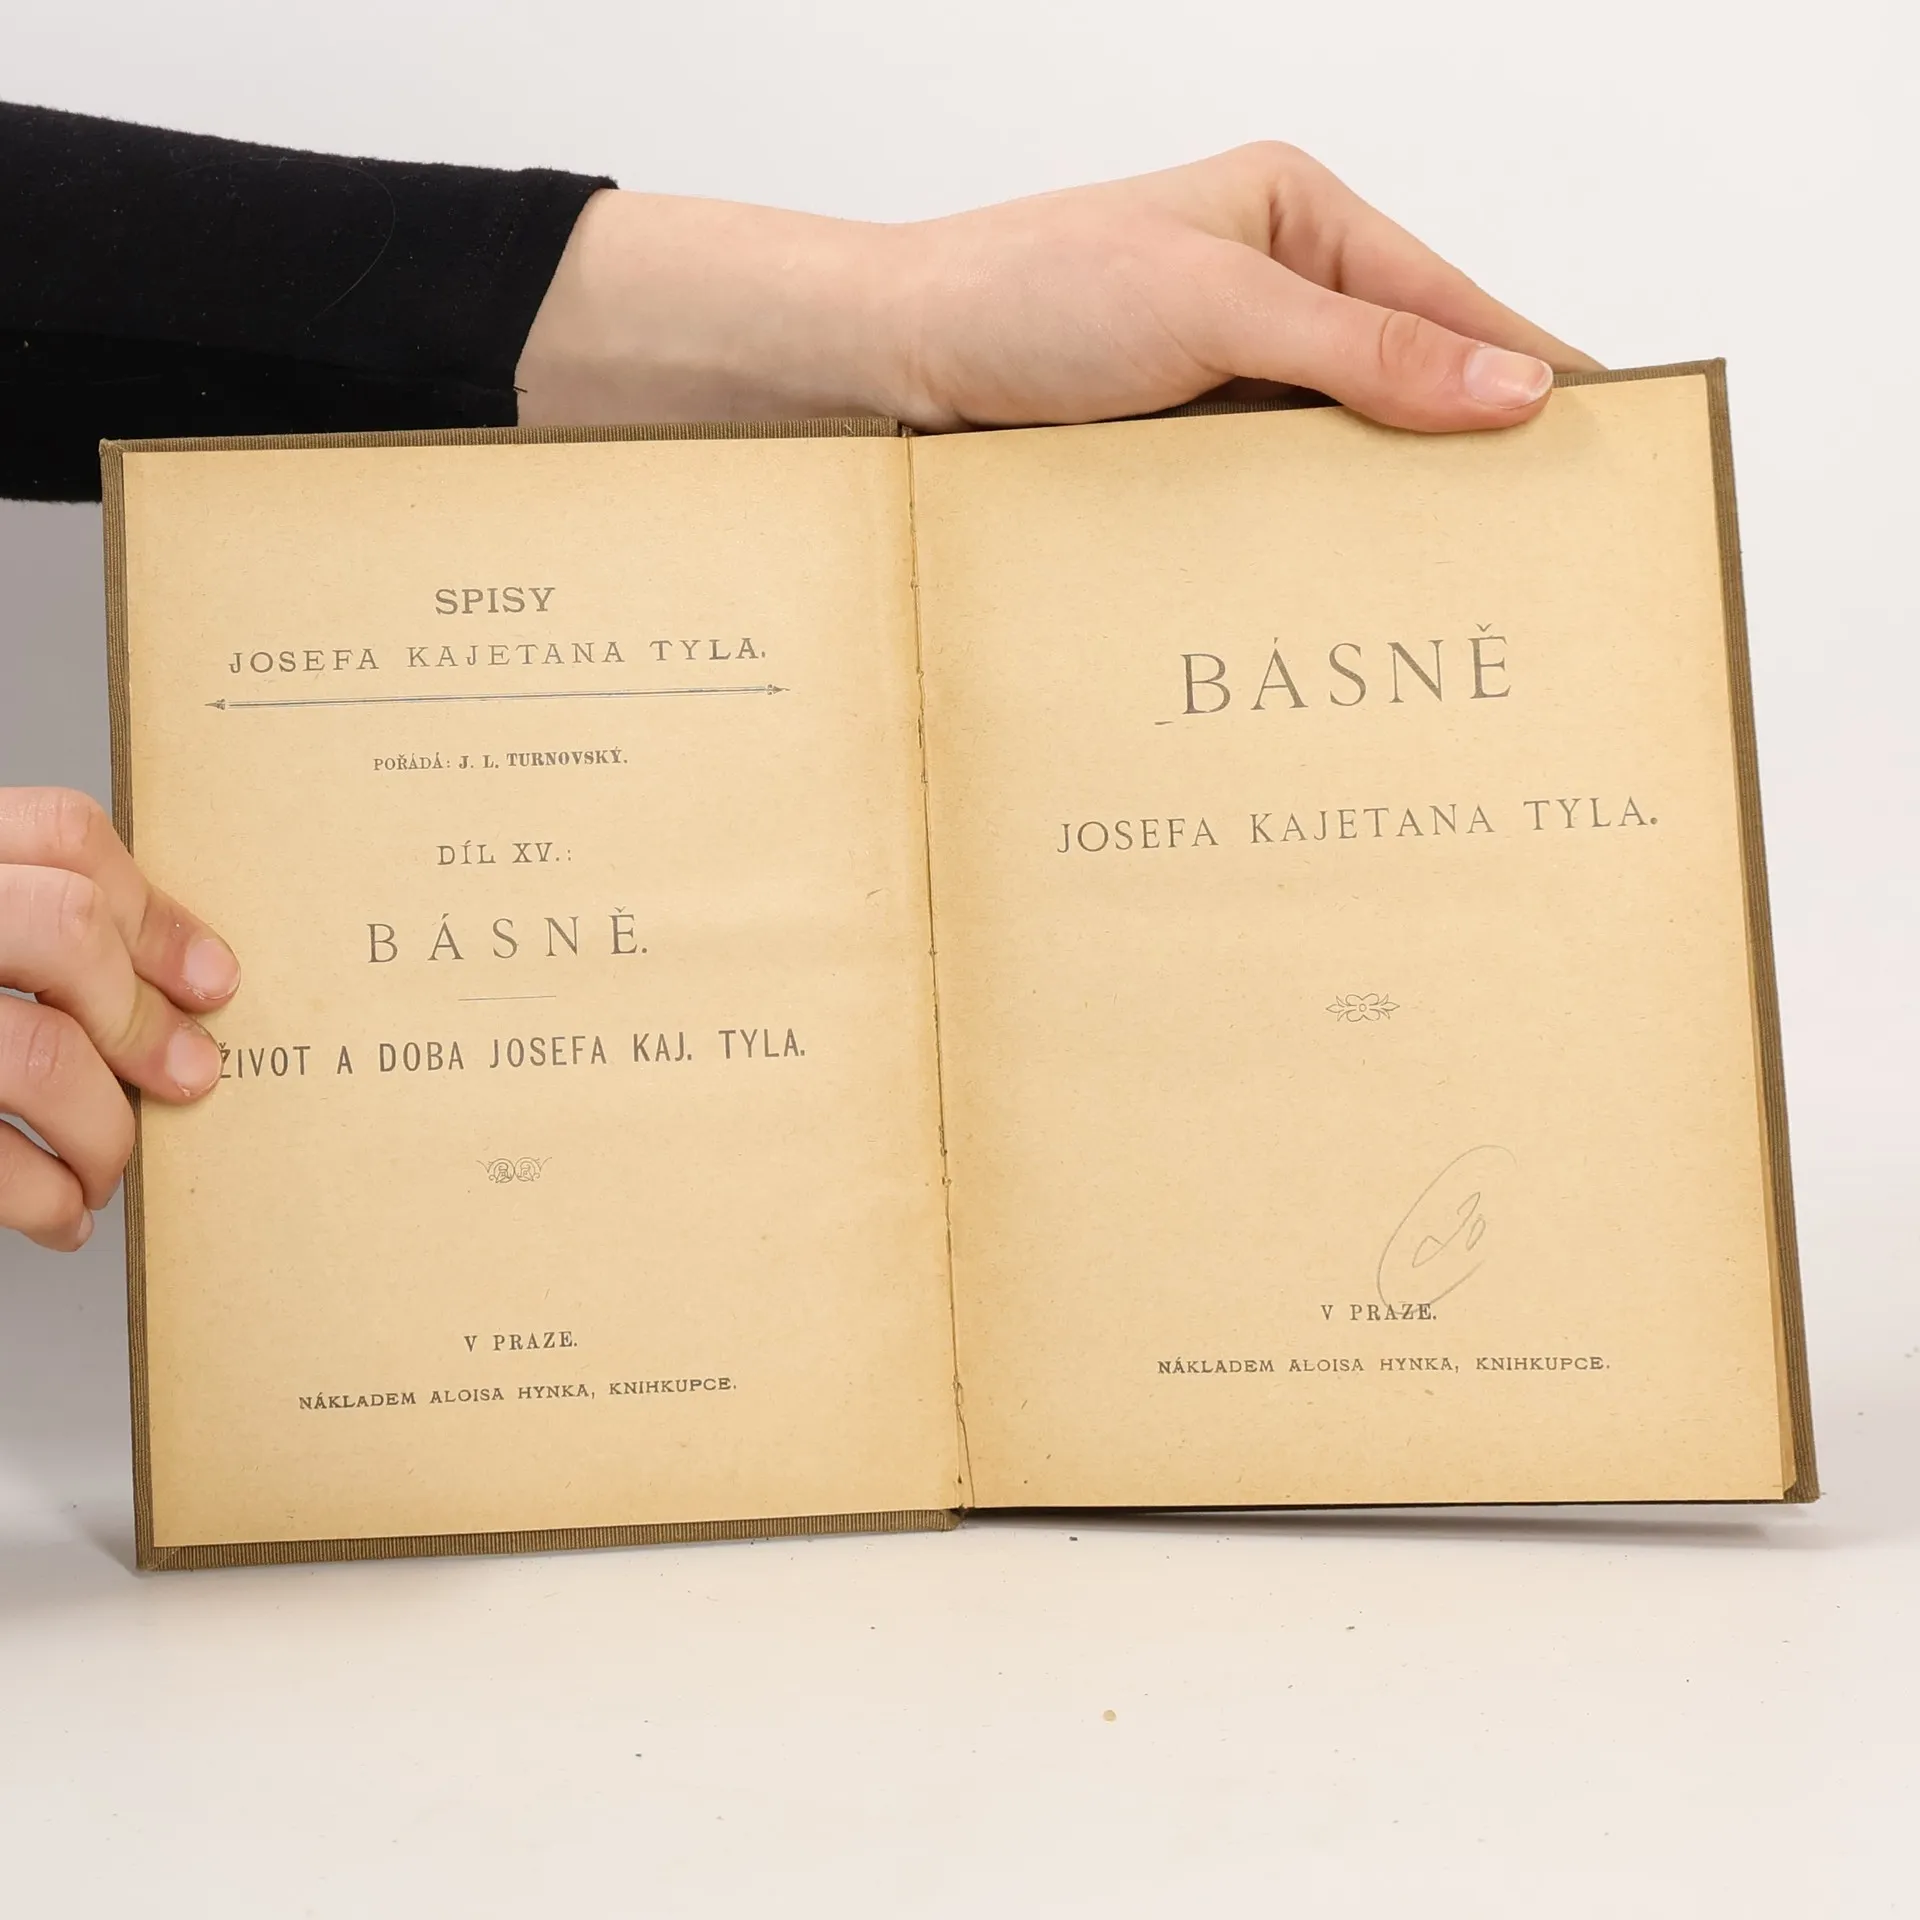 SPISY
JOSEFA KAJETANA TYLA.
POŘÁDÁ: J. L. TURNOVSKÝ.
DÍL XV.:
BÁSNĚ.
ŽIVOT A DOBA JOSEFA KAJ. TYLA.
V PRAZE.
NÁKLADEM ALOISA HYNKA, KNIHKUPCE.
BÁSNĚ
JOSEFA KAJETANA TYLA.
V PRAZE.
NÁKLADEM ALOISA HYNKA, KNIHKUPCE.